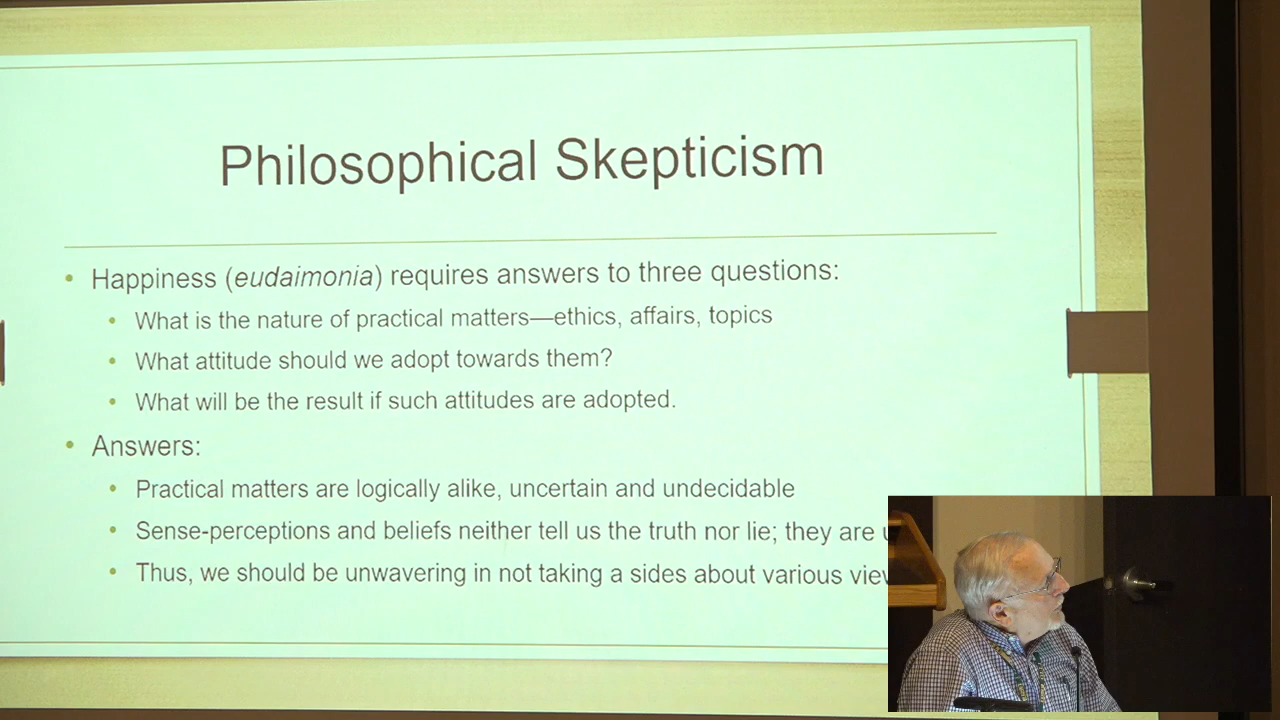 Philosophical Skepticism
• Happiness (eudaimonia) requires answers to three questions:
• What is the nature of practical matters—ethics, affairs, topics
• What attitude should we adopt towards them?
• What will be the result if such attitudes are adopted.
• Answers:
• Practical matters are logically alike, uncertain and undecidable
• Sense-perceptions and beliefs neither tell us the truth nor lie; they are
• Thus, we should be unwavering in not taking a sides about various